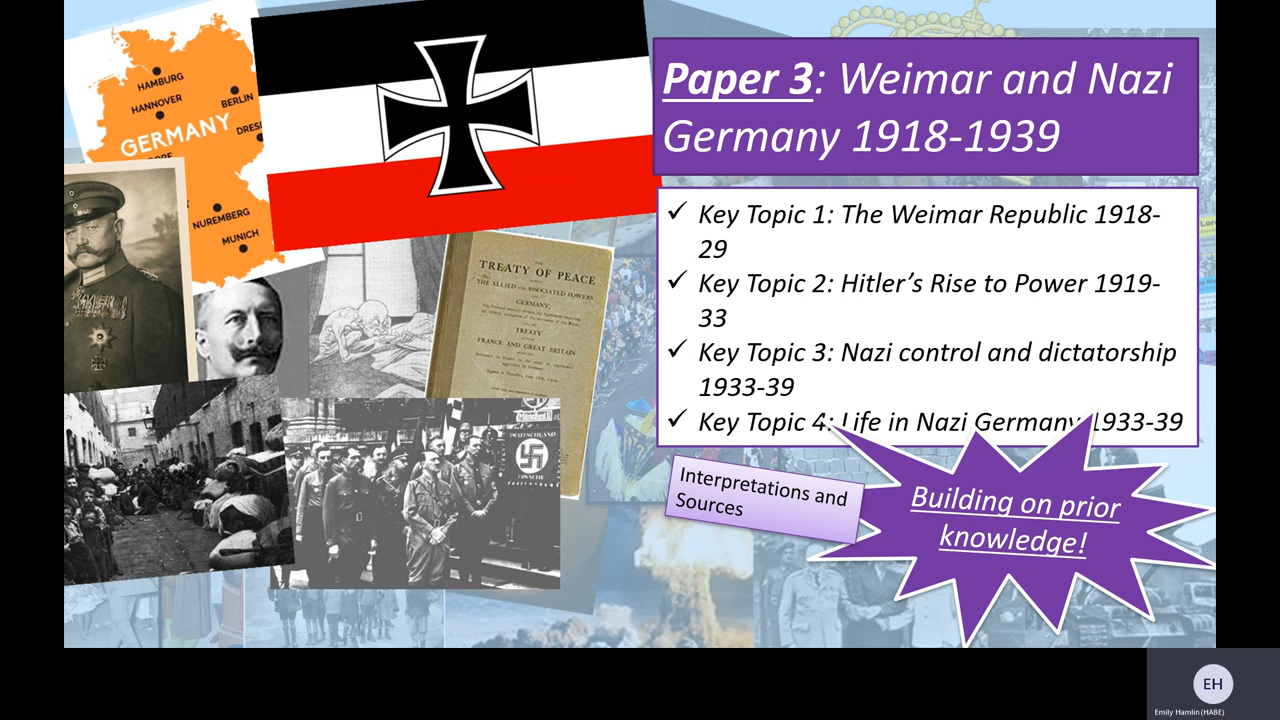 HAMBURG
HANNOVER
BERLIN
GERMANY
NUREMBERG
MUNICH
Paper 3: Weimar and Nazi
Germany 1918-1939
Key Topic 1: The Weimar Republic 1918-
29
Key Topic 2: Hitler’s Rise to Power 1919-
33
Key Topic 3: Nazi control and dictatorship
1933-39
Key Topic 4: Life in Nazi Germany 1933-39
TREATY OF PEACE
THE ALLIED AND ASSOCIATED POWERS
GERMANY,
TREATY
FRANCE AND GREAT BRITAIN
DEUTSCHLAND
Interpretations and
Sources
Building on prior
knowledge!
EH
Emily Hamlin (HABE)